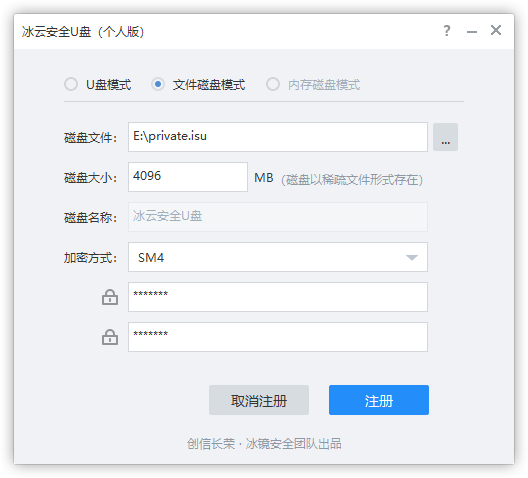 冰云安全U盘（个人版）
?
U盘模式 文件磁盘模式 内存磁盘模式
磁盘文件： E:\private.isu ...
磁盘大小： 4096 MB (磁盘以稀疏文件形式存在)
磁盘名称： 冰云安全U盘
加密方式： SM4
*******
*******
取消注册 注册
创信长荣 · 冰镜安全团队出品